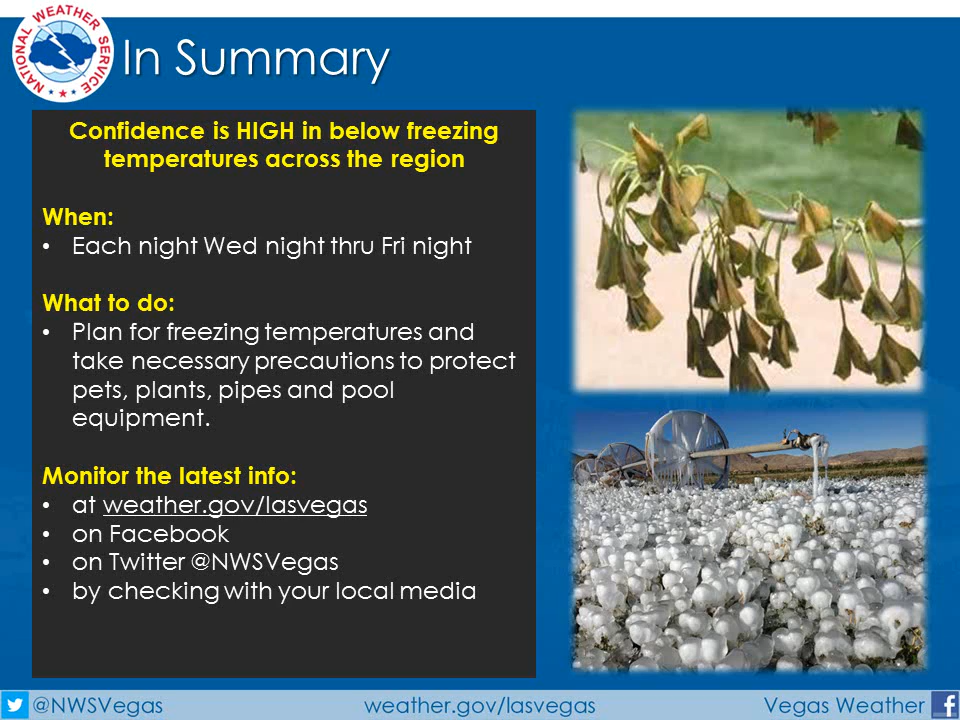 NATIONAL WEATHER SERVICE
In Summary
Confidence is HIGH in below freezing
temperatures across the region
When:
• Each night Wed night thru Fri night
What to do:
• Plan for freezing temperatures and
take necessary precautions to protect
pets, plants, pipes and pool
equipment.
Monitor the latest info:
• at weather.gov/lasvegas
• on Facebook
• on Twitter @NWSVegas
• by checking with your local media
@NWSVegas weather.gov/lasvegas Vegas Weather